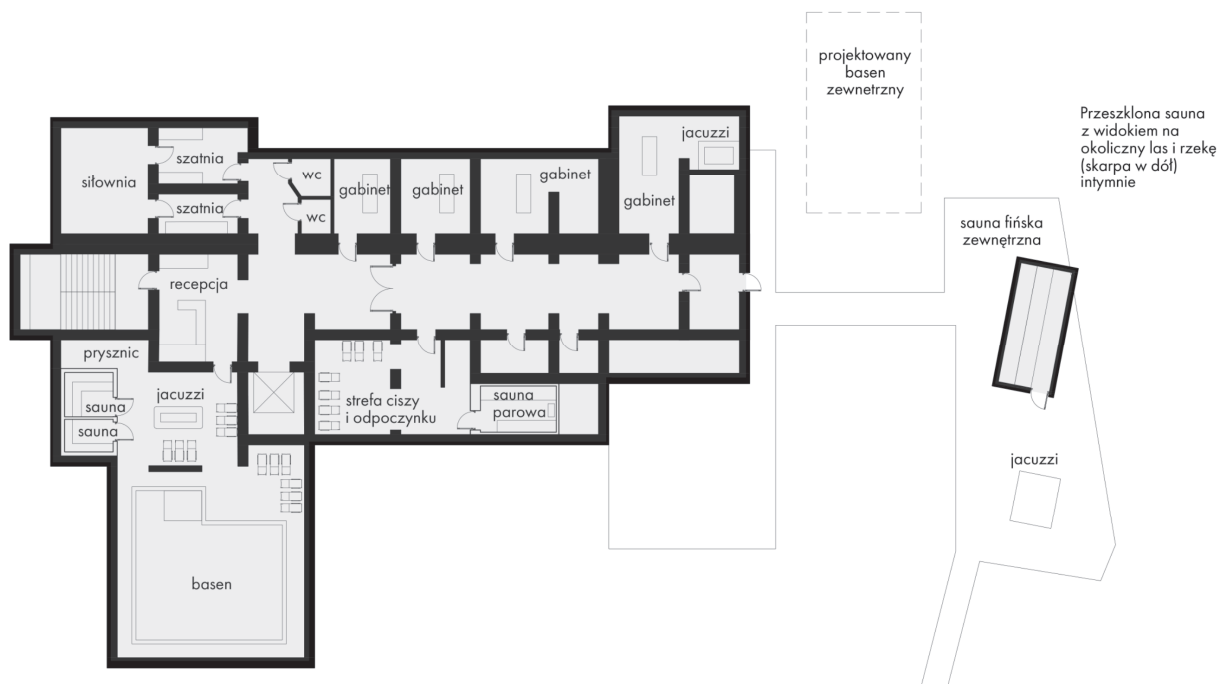 projektowany
basen
zewnetrzny
Przeszklona sauna
z widokiem na
okoliczny las i rzekę
(skarpa w dół)
intymnie
jacuzzi
szatnia
siłownia
wc
gabinet
gabinet
gabinet
szatnia
wc
gabinet
sauna fińska
zewnętrzna
recepcja
prysznic
jacuzzi
sauna
sauna
strefa ciszy
i odpoczynku
sauna
parowa
jacuzzi
basen